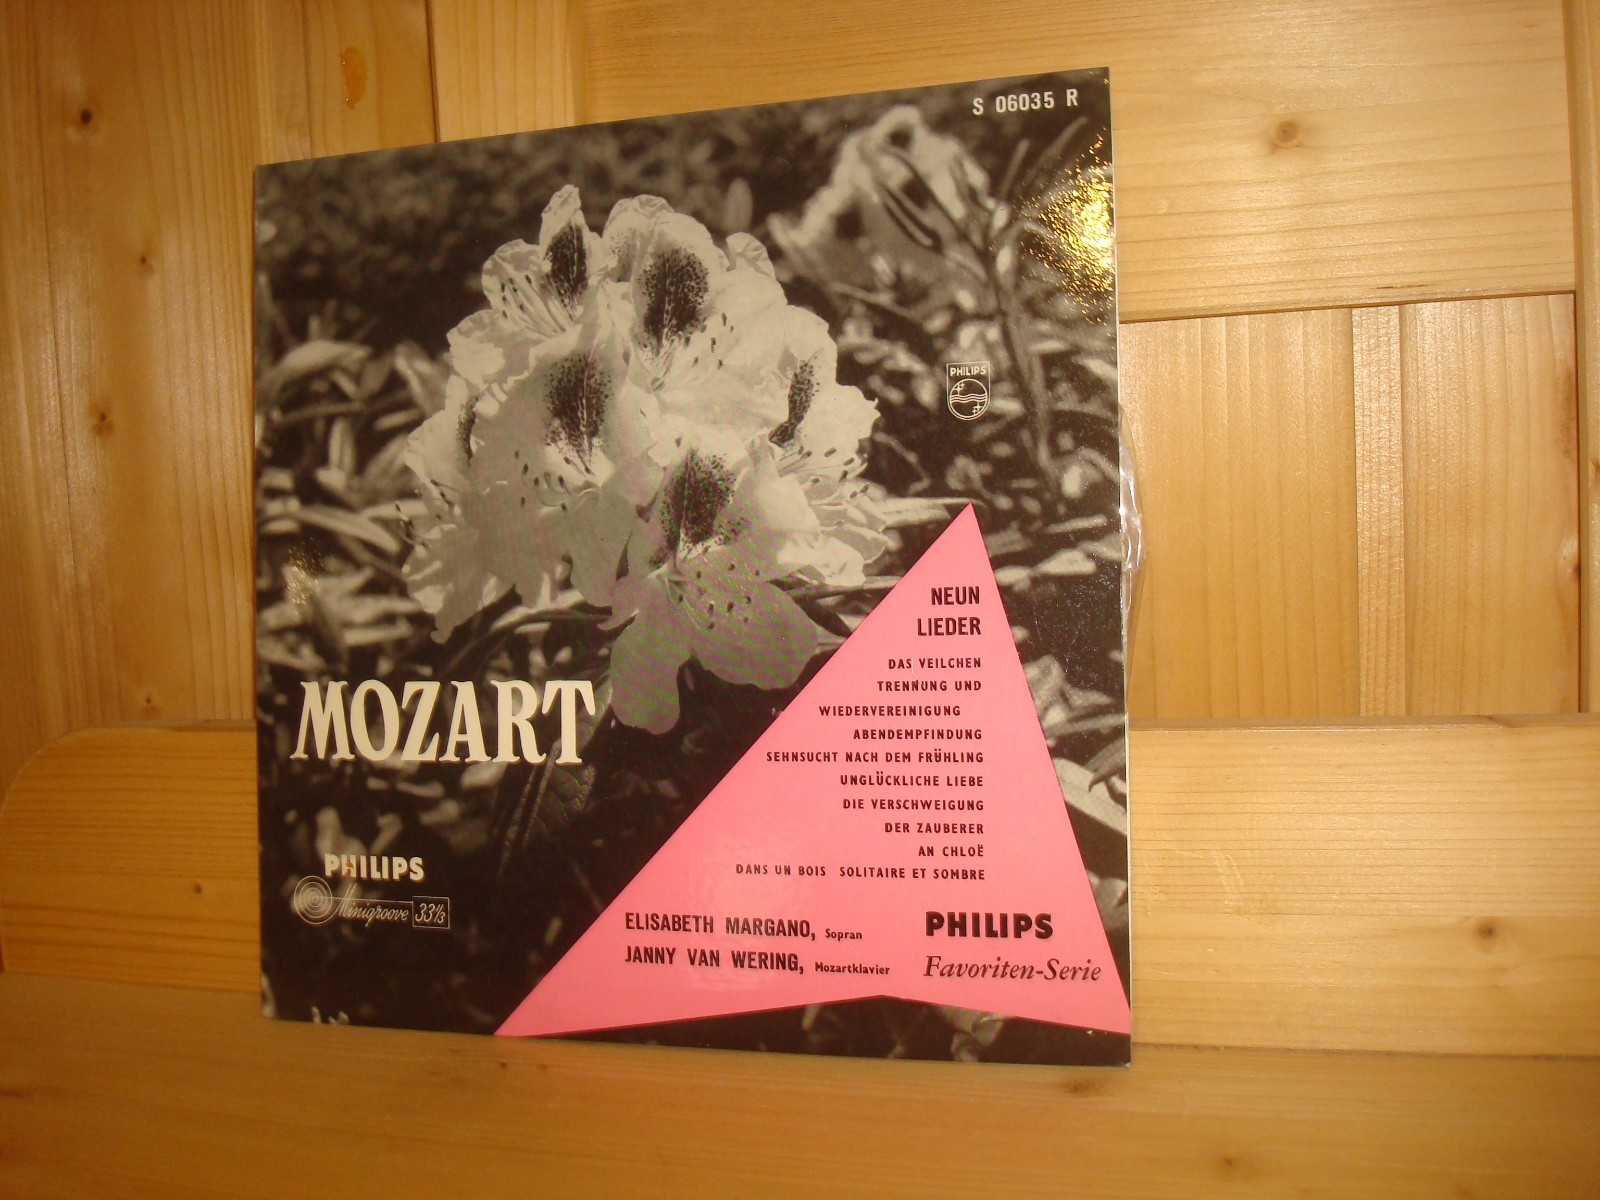 S 06035 R
PHILIPS
NEUN
LIEDER
DAS VEILCHEN
TRENNUNG UND
WIEDERVEREINIGUNG
ABENDEMPFINDUNG
SEHNSUCHT NACH DEM FRÜHLING
UNGLÜCKLICHE LIEBE
DIE VERSCHWEIGUNG
DER ZAUBERER
AN CHLOË
DANS UN BOIS SOLITAIRE ET SOMBRE
MOZART
PHILIPS
Minigroove 33⅓
ELISABETH MARGANO, Sopran
JANNY VAN WERING, Mozartklavier
PHILIPS
Favoriten-Serie